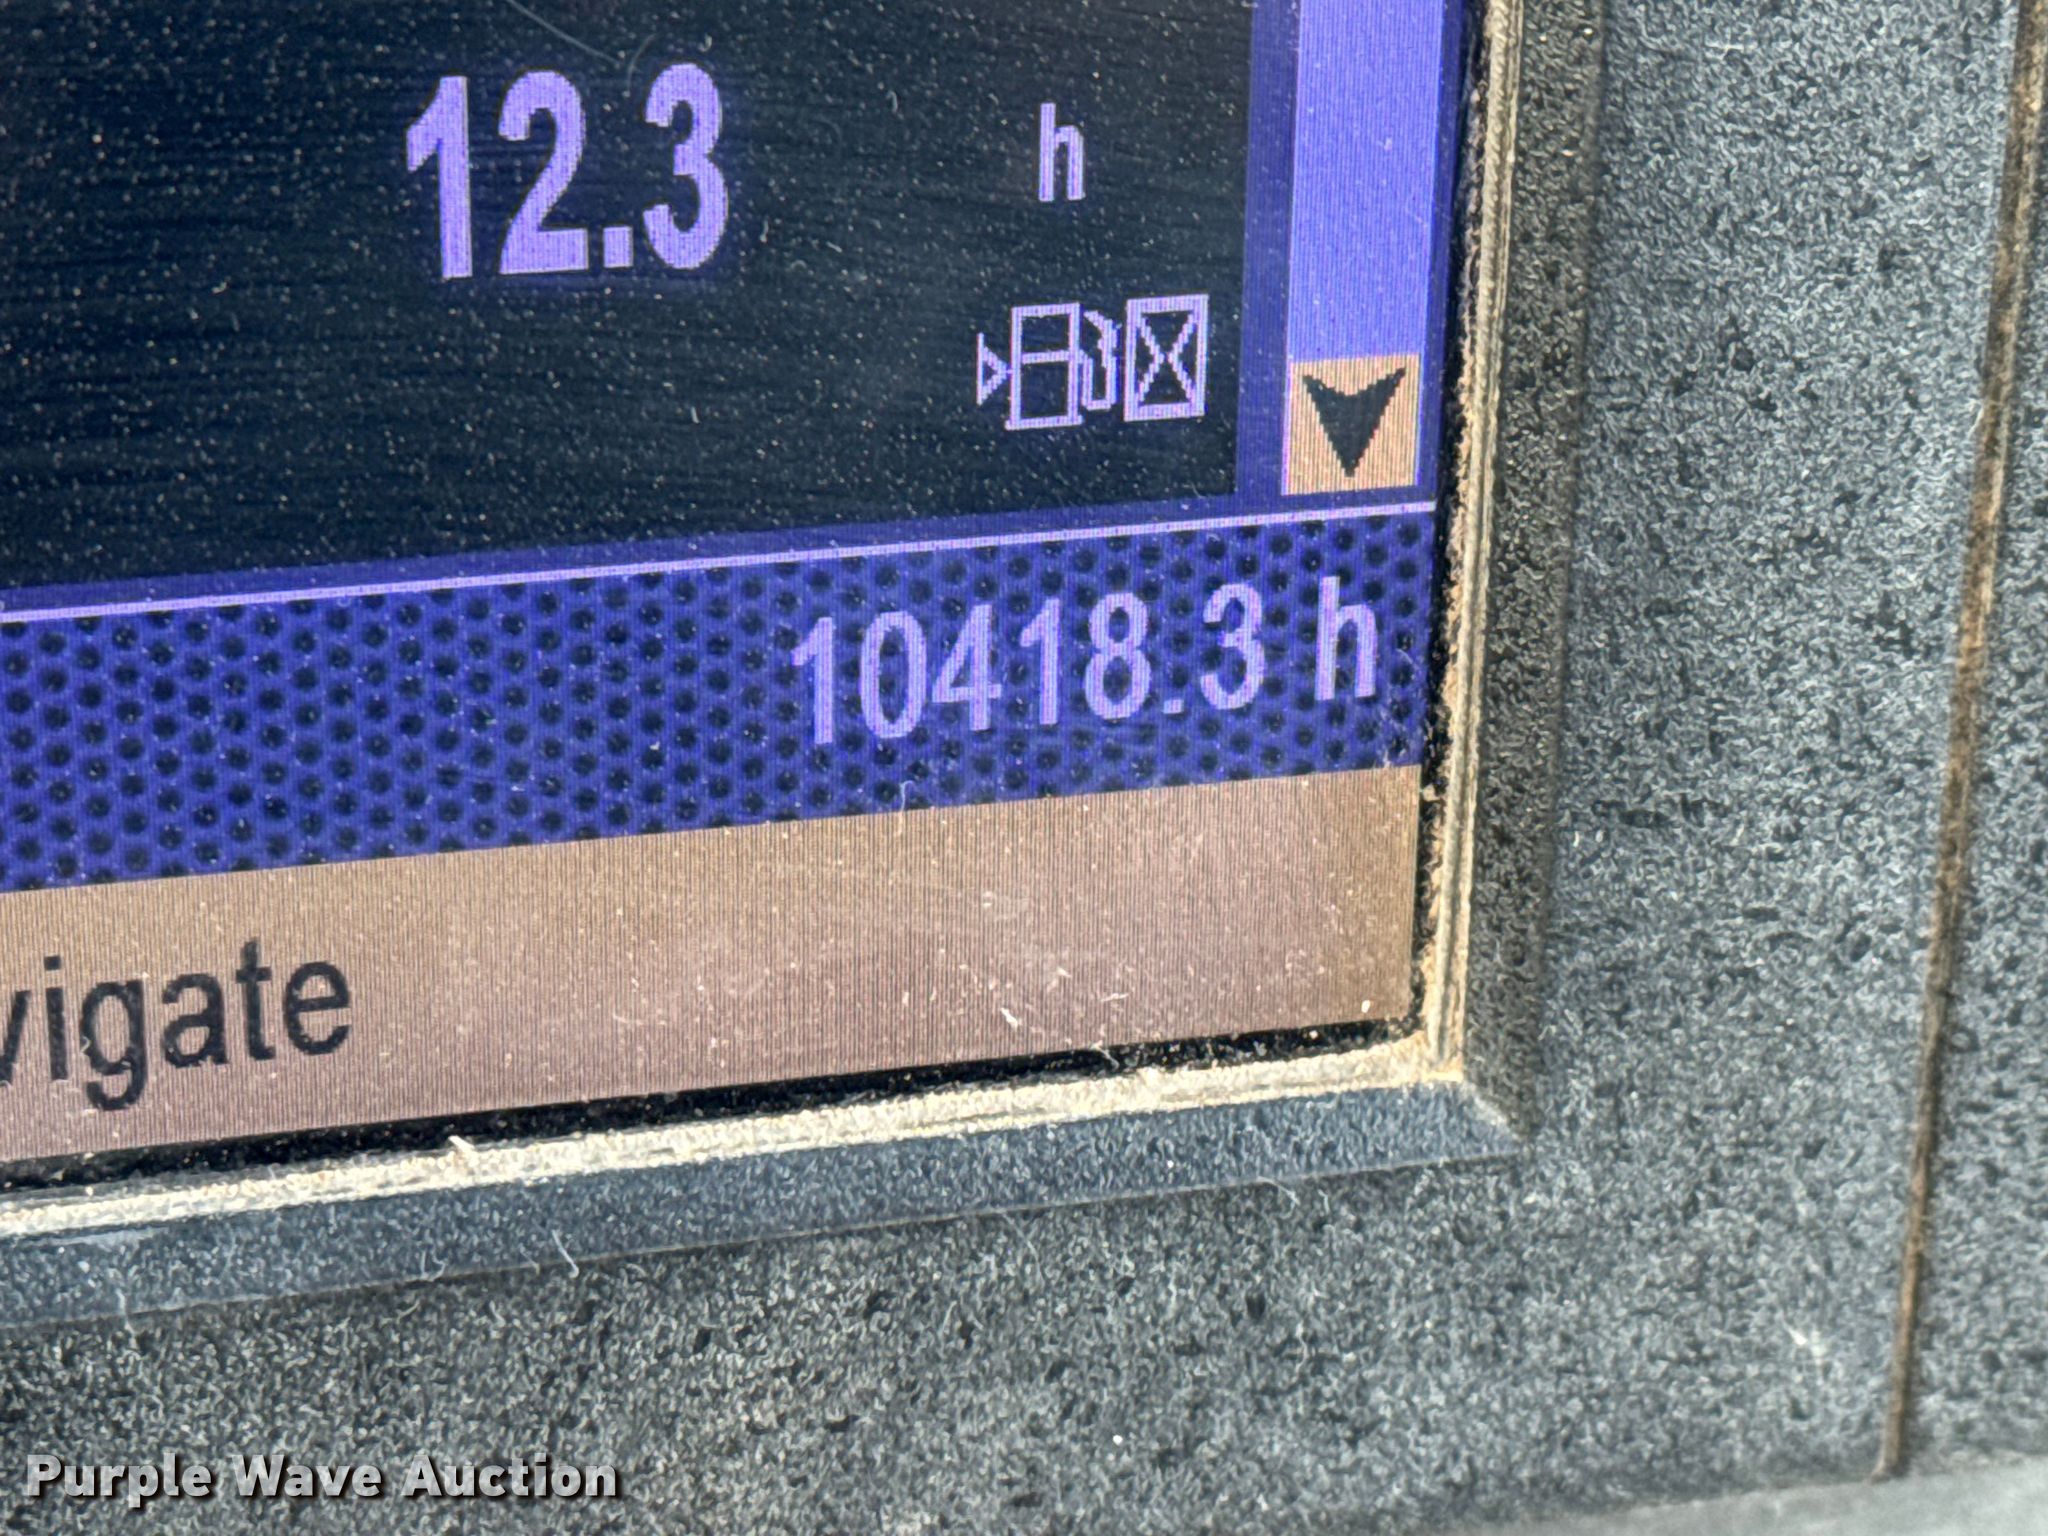 12.3 h
10418.3 h
vigate
Purple Wave Auction